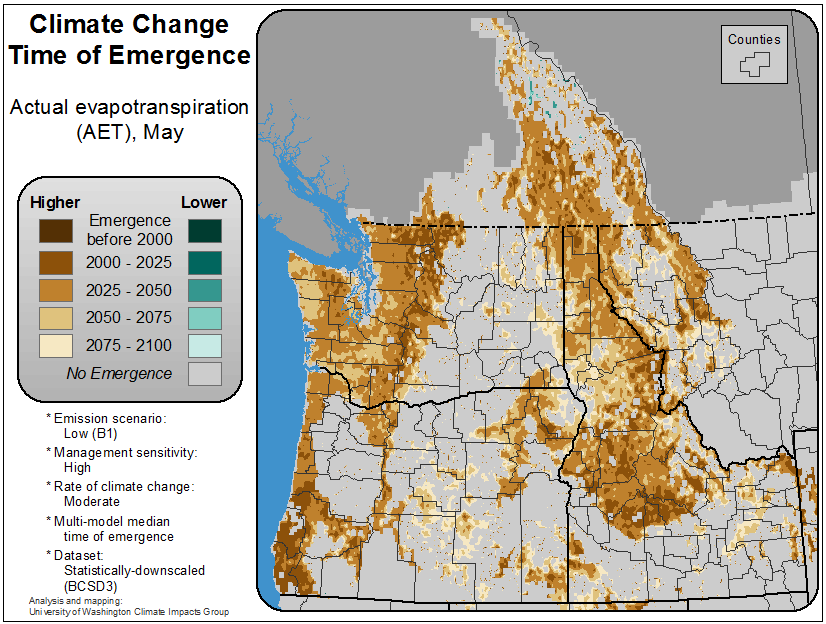 Climate Change
Time of Emergence
Actual evapotranspiration
(AET), May
Higher
Lower
Emergence
before 2000
2000 - 2025
2025 - 2050
2050 - 2075
2075 - 2100
No Emergence
* Emission scenario:
Low (B1)
* Management sensitivity:
High
* Rate of climate change:
Moderate
* Multi-model median
time of emergence
* Dataset:
Statistically-downscaled
(BCSD3)
Analysis and mapping:
University of Washington Climate Impacts Group
Counties